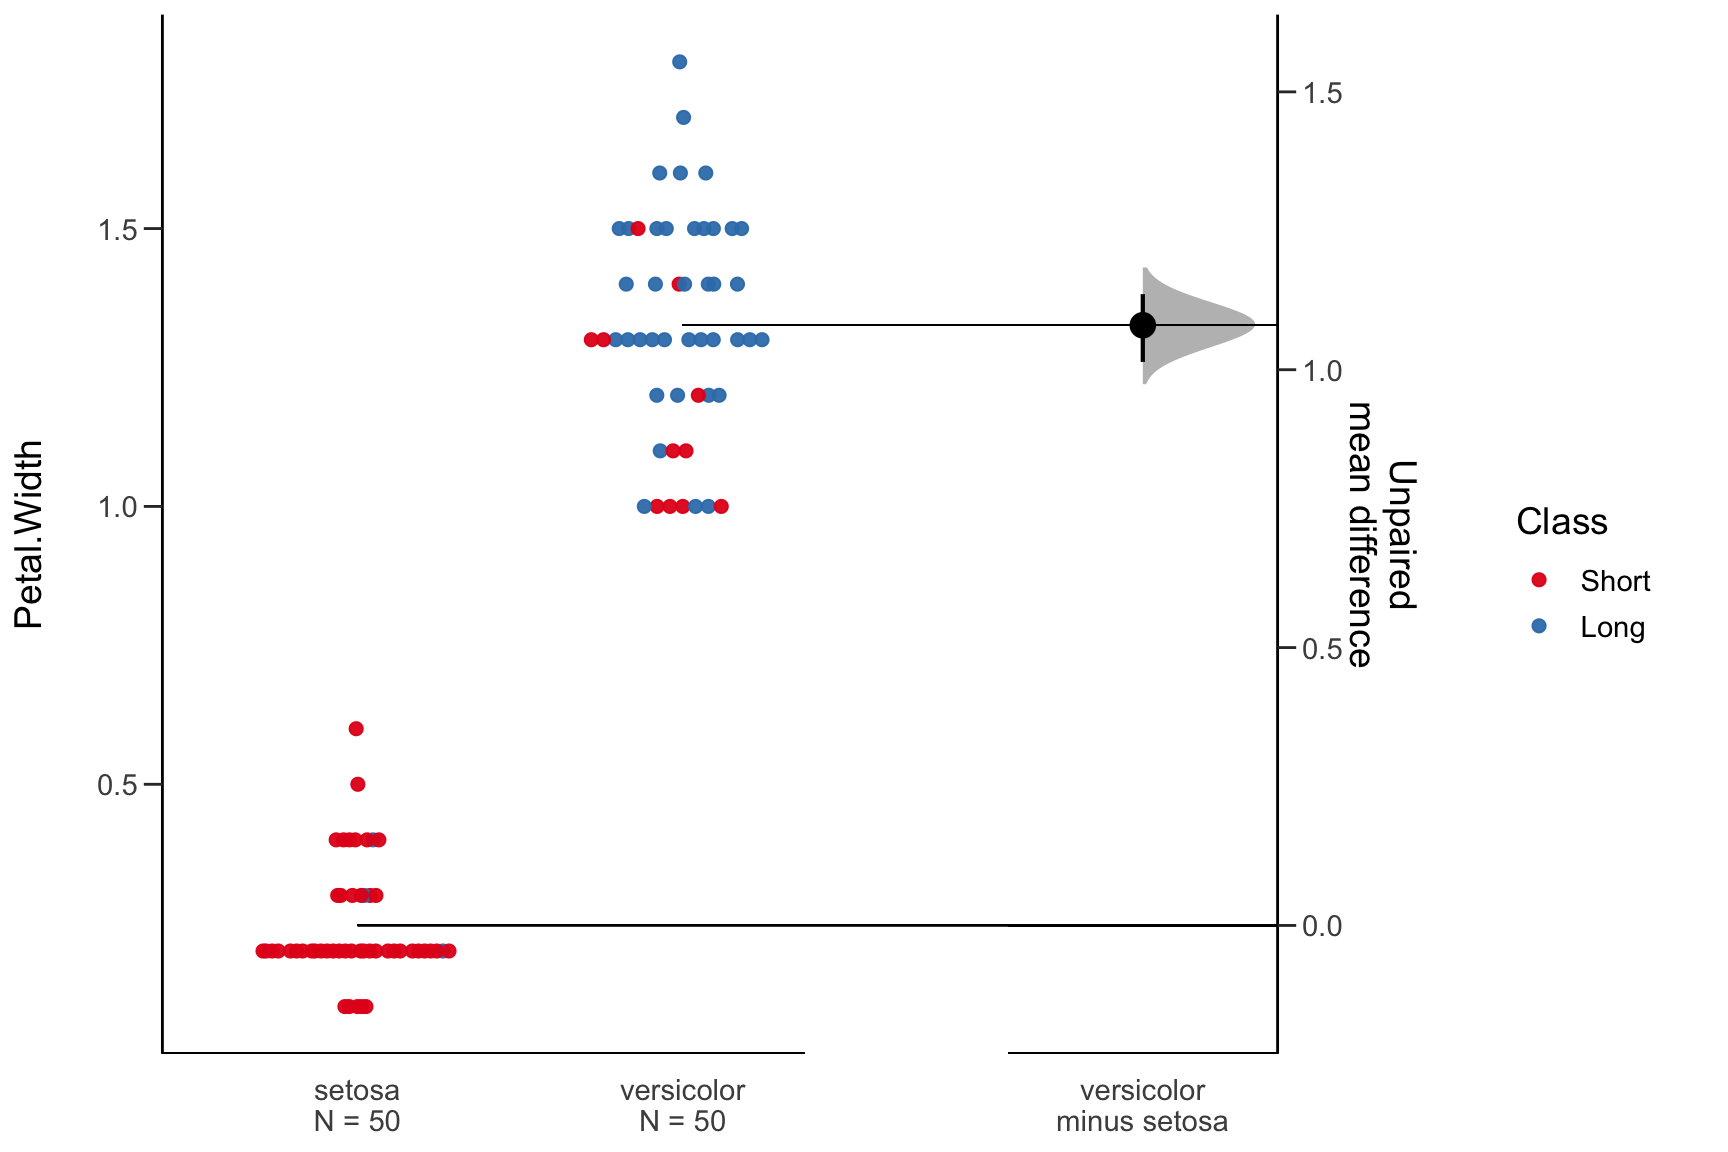 Petal.Width
1.5
1.0
0.5
setosa
N = 50
versicolor
N = 50
versicolor
minus setosa
1.5
1.0
0.5
0.0
Unpaired
mean difference
Class
Short
Long